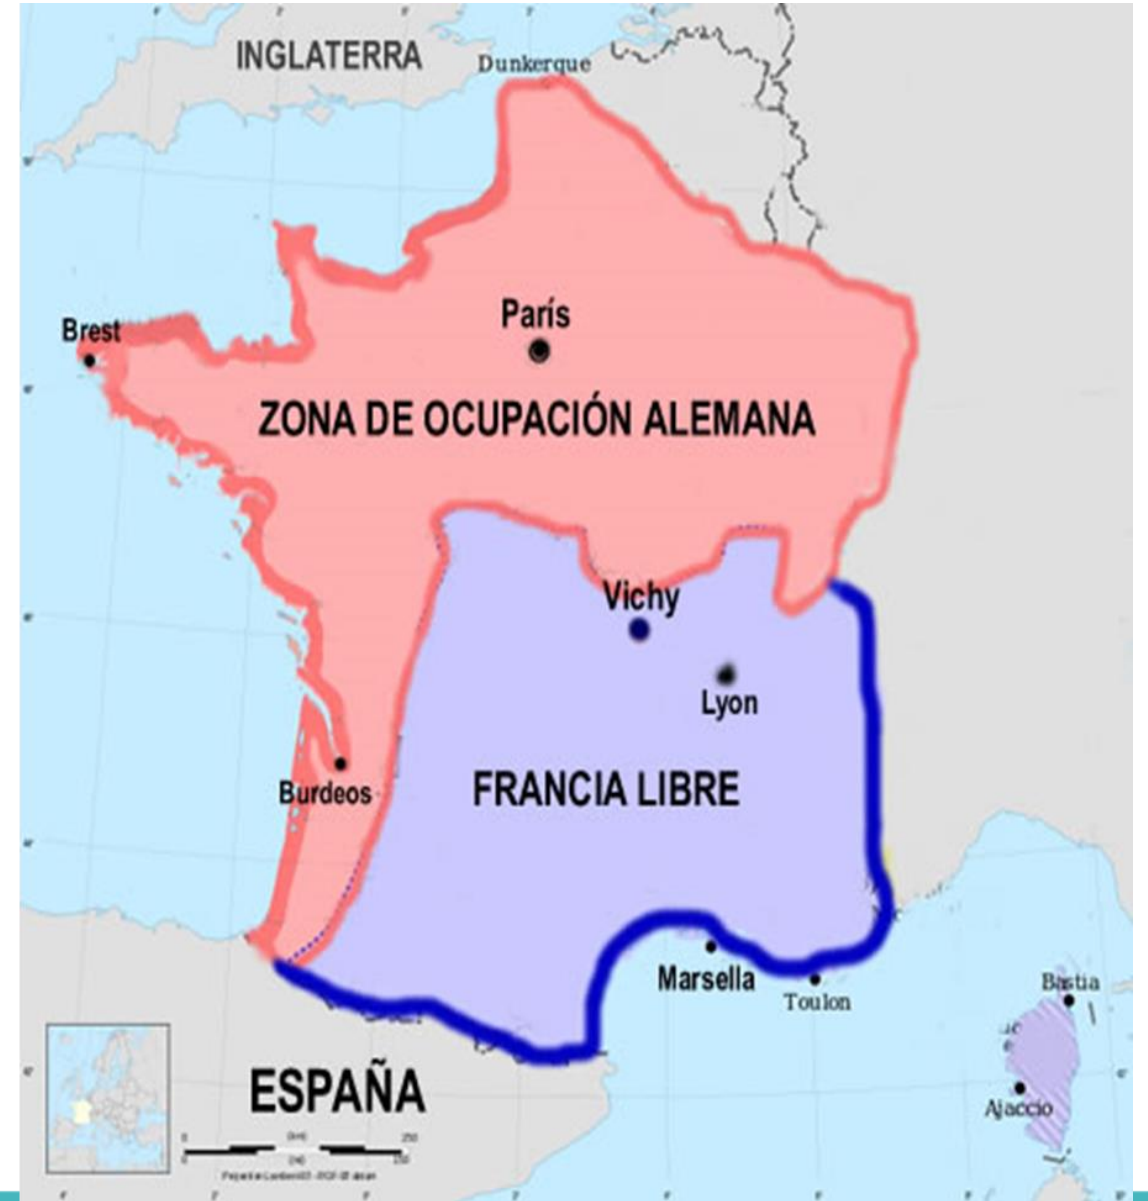 INGLATERRA
Dunkerque
París
Brest
ZONA DE OCUPACIÓN ALEMANA
Vichy
Lyon
FRANCIA LIBRE
Burdeos
Marsella
Toulon
Bastia
Ajaccio
ESPAÑA